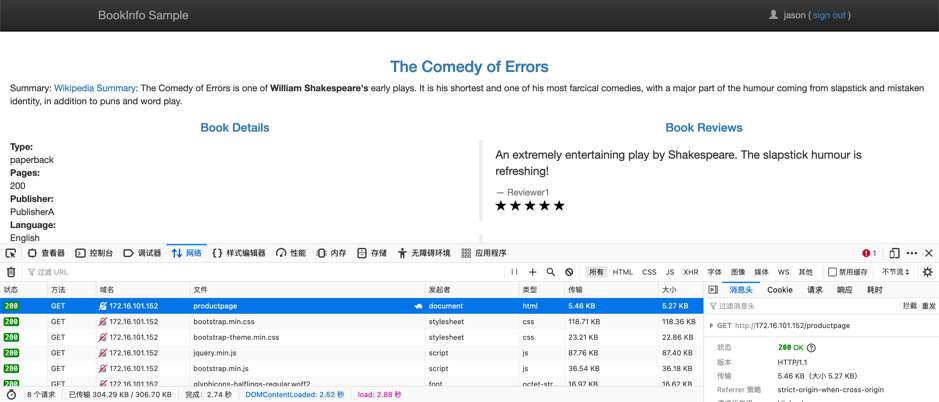 BookInfo Sample
jason ( sign out )
The Comedy of Errors
Summary: Wikipedia Summary: The Comedy of Errors is one of William Shakespeare's early plays. It is his shortest and one of his most farcical comedies, with a major part of the humour coming from slapstick and mistaken
identity, in addition to puns and word play.
Book Details
Type:
paperback
Pages:
200
Publisher:
PublisherA
Language:
English
Book Reviews
An extremely entertaining play by Shakespeare. The slapstick humour is
refreshing!
— Reviewer1
查看器 控制台 调试器 网络 样式编辑器 性能 内存 存储 无障碍环境 应用程序 1
过滤 URL 所有 HTML CSS JS XHR 字体 图像 媒体 WS 其他 禁用缓存 不节流
状态 方法 域名 文件 发起者 类型 传输 大小
200 GET 172.16.101.152 productpage document html 5.46 KB 5.27 KB
200 GET 172.16.101.152 bootstrap.min.css stylesheet css 118.71 KB 118.36 KB
200 GET 172.16.101.152 bootstrap-theme.min.css stylesheet css 23.21 KB 22.86 KB
200 GET 172.16.101.152 jquery.min.js script js 87.76 KB 87.40 KB
200 GET 172.16.101.152 bootstrap.min.js script js 36.54 KB 36.18 KB
200 GET 172.16.101.152 glyphicons-halflings-regular.woff2 font octet-str... 16.97 KB 16.62 KB
8 个请求 已传输 304.29 KB / 306.70 KB 完成：2.74 秒 DOMContentLoaded: 2.52 秒 load: 2.88 秒
消息头 Cookie 请求 响应 耗时
过滤消息头 拦截 重发
GET http://172.16.101.152/productpage
状态 200 OK
版本 HTTP/1.1
传输 5.46 KB（大小 5.27 KB）
Referrer 策略 strict-origin-when-cross-origin